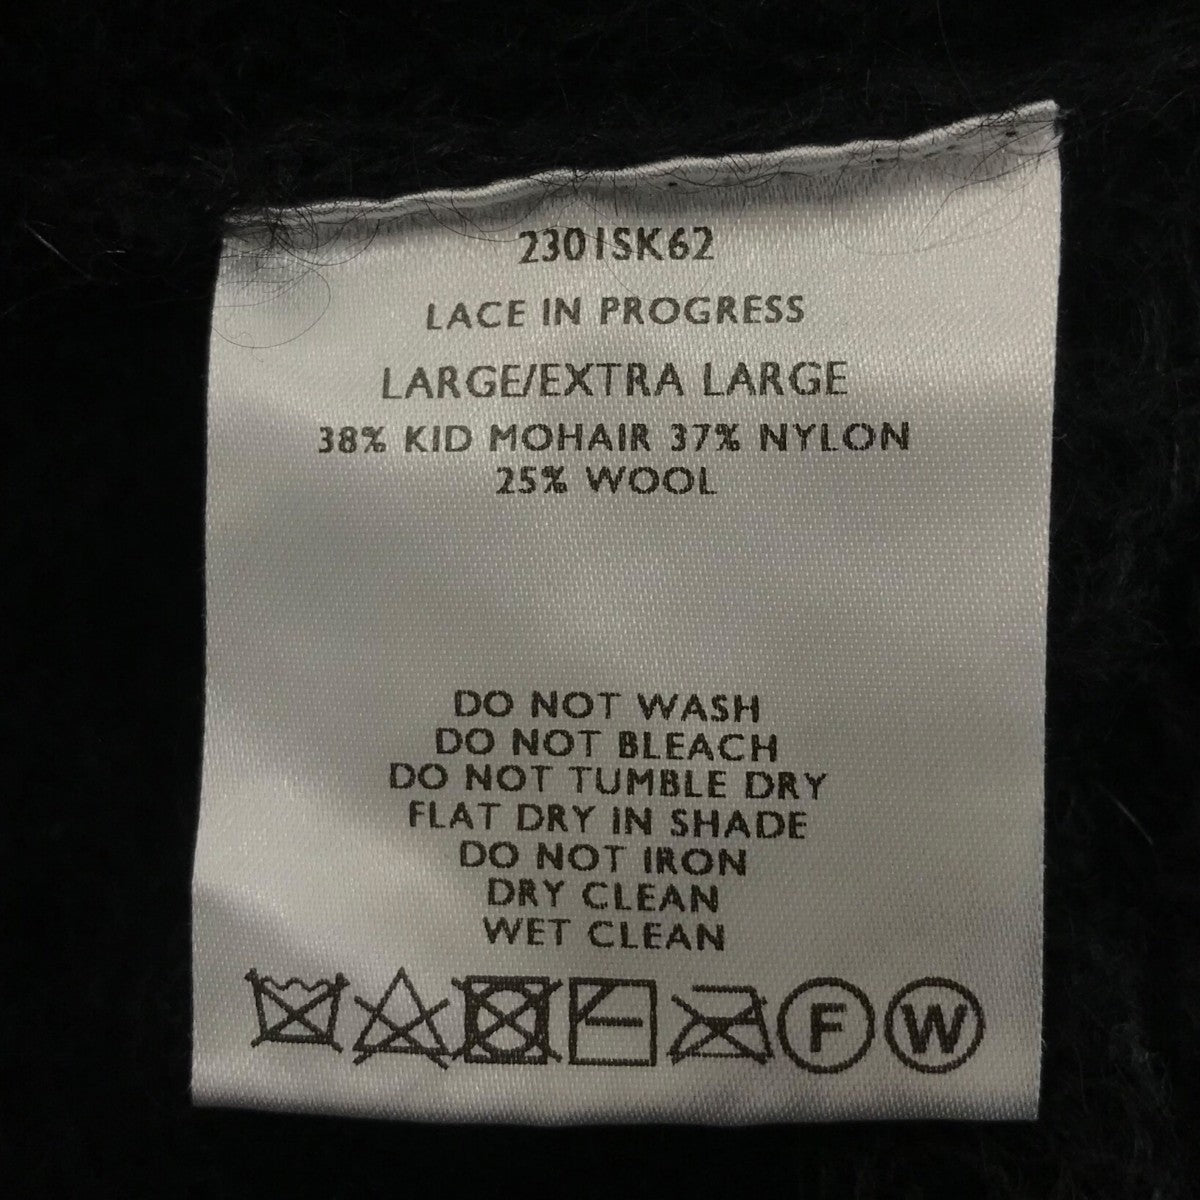 2301SK62
LACE IN PROGRESS
LARGE/EXTRA LARGE
38% KID MOHAIR 37% NYLON
25% WOOL
DO NOT WASH
DO NOT BLEACH
DO NOT TUMBLE DRY
FLAT DRY IN SHADE
DO NOT IRON
DRY CLEAN
WET CLEAN
F W